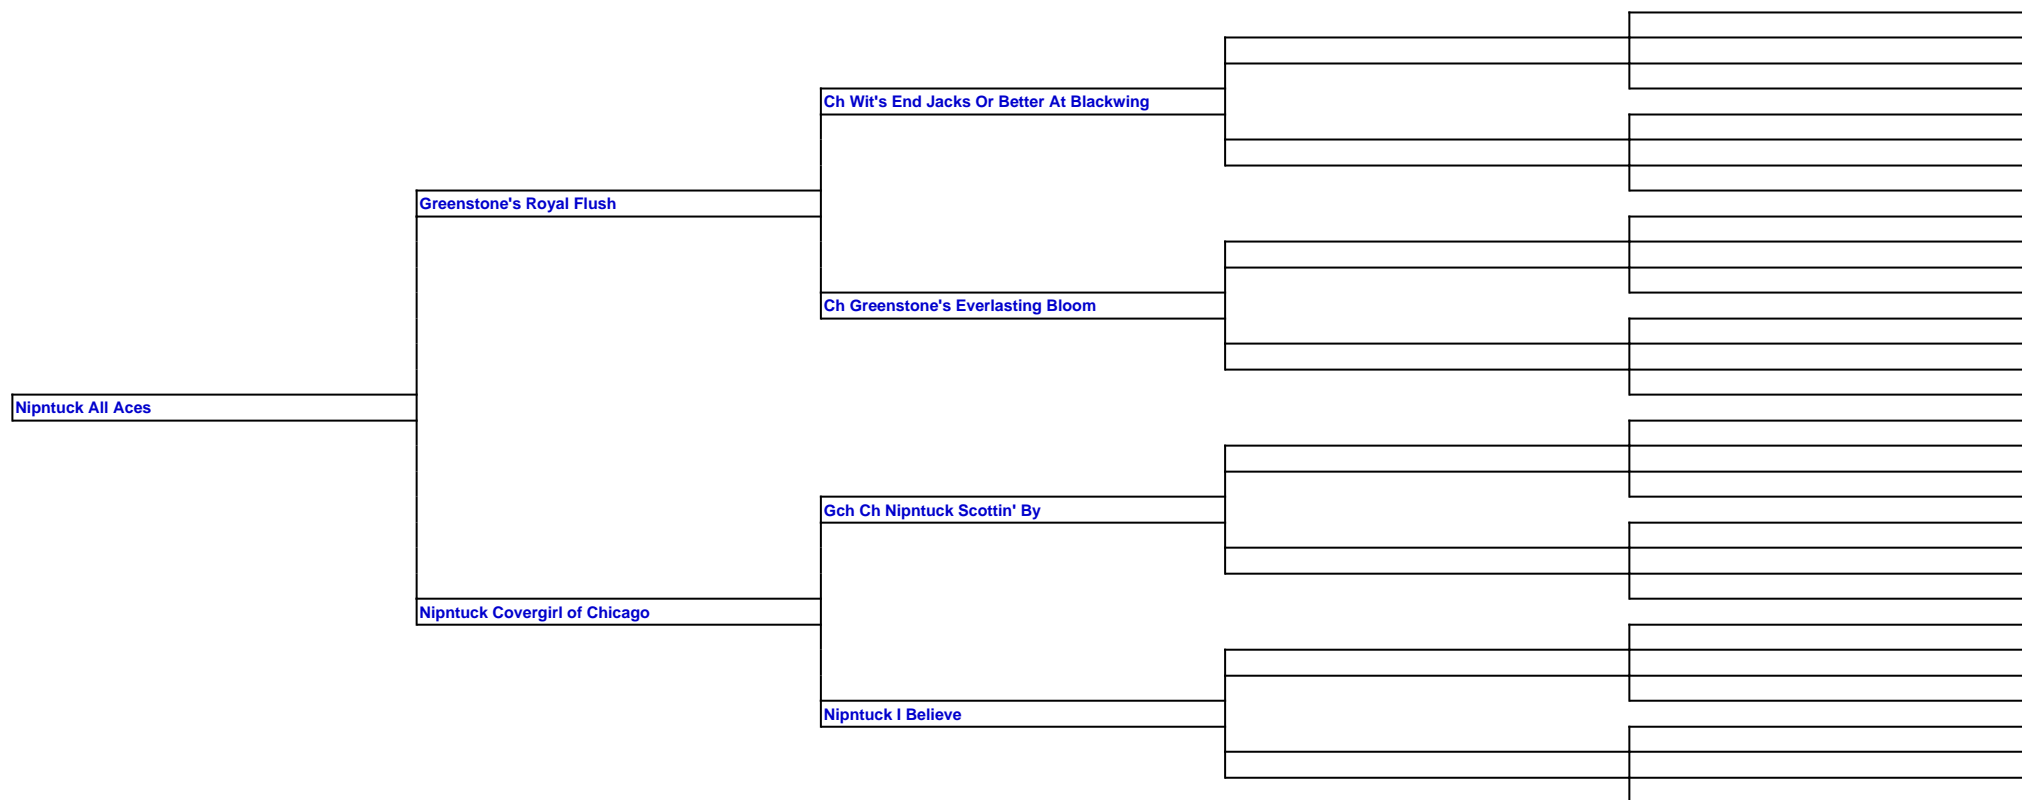 Ch Wit's End Jacks Or Better At Blackwing
Greenstone's Royal Flush
Ch Greenstone's Everlasting Bloom
Nipntuck All Aces
Gch Ch Nipntuck Scottin' By
Nipntuck Covergirl of Chicago
Nipntuck I Believe